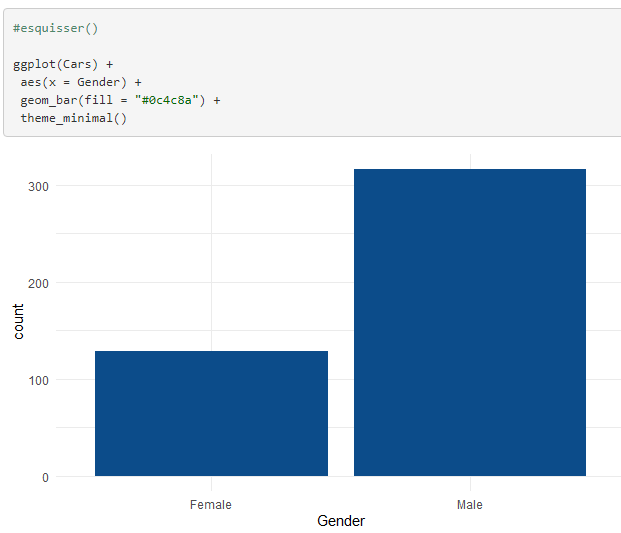 #esquisser()
ggplot(Cars) +
 aes(x = Gender) +
 geom_bar(fill = "#0c4c8a") +
 theme_minimal()
300
200
100
0
count
Female Male
Gender